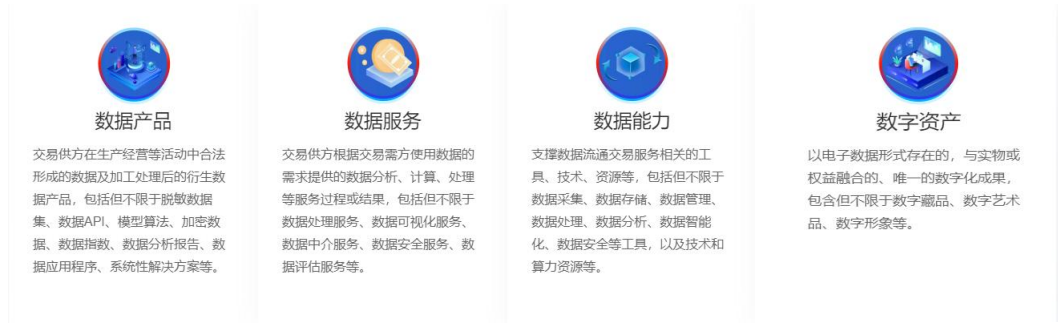 数据产品
交易供方在生产经营等活动中合法
形成的数据及加工处理后的衍生数
据产品，包括但不限于脱敏数据
集、数据API、模型算法、加密数
据、数据指数、数据分析报告、数
据应用程序、系统性解决方案等。
数据服务
交易供方根据交易需方使用数据的
需求提供的数据分析、计算、处理
等服务过程或结果，包括但不限于
数据处理服务、数据可视化服务、
数据中介服务、数据安全服务、数
据评估服务等。
数据能力
支撑数据流通交易服务相关的工
具、技术、资源等，包括但不限于
数据采集、数据存储、数据管理、
数据处理、数据分析、数据智能
化、数据安全等工具，以及技术和
算力资源等。
数字资产
以电子数据形式存在的，与实物或
权益融合的、唯一的数字化成果，
包含但不限于数字藏品、数字艺术
品、数字形象等。